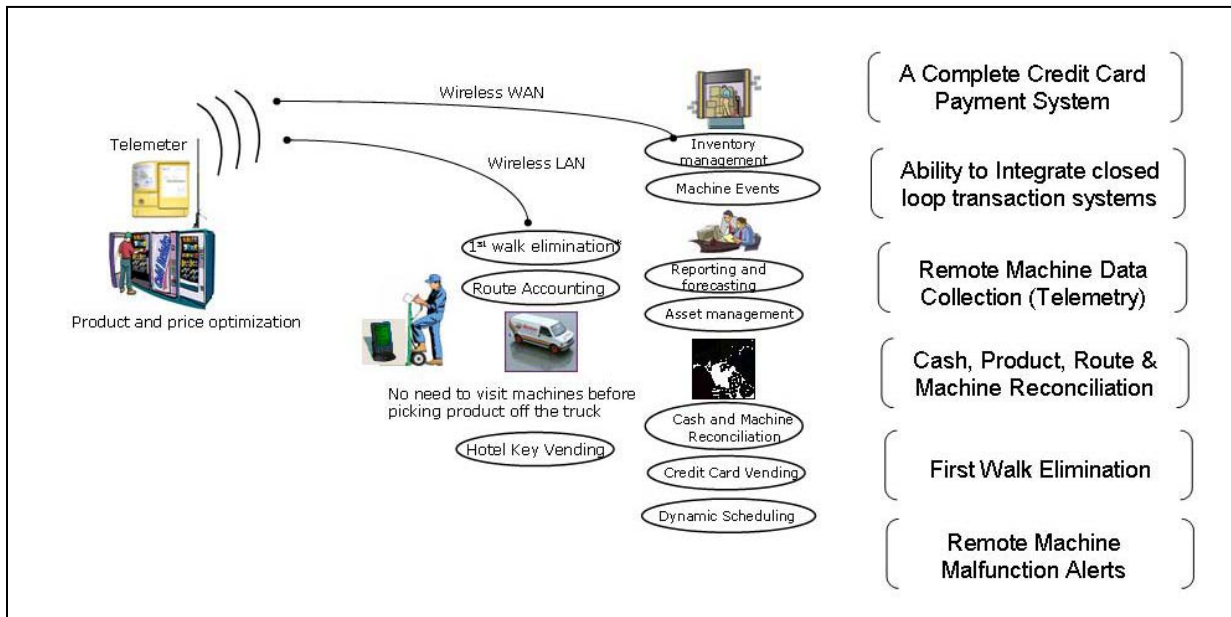 Wireless WAN
Telemeter
Wireless LAN
Product and price optimization
1st walk elimination*
Route Accounting
No need to visit machines before
picking product off the truck
Hotel Key Vending
Inventory
management
Machine Events
Reporting and
forecasting
Asset management
Cash and Machine
Reconciliation
Credit Card Vending
Dynamic Scheduling
A Complete Credit Card
Payment System
Ability to Integrate closed
loop transaction systems
Remote Machine Data
Collection (Telemetry)
Cash, Product, Route &
Machine Reconciliation
First Walk Elimination
Remote Machine
Malfunction Alerts